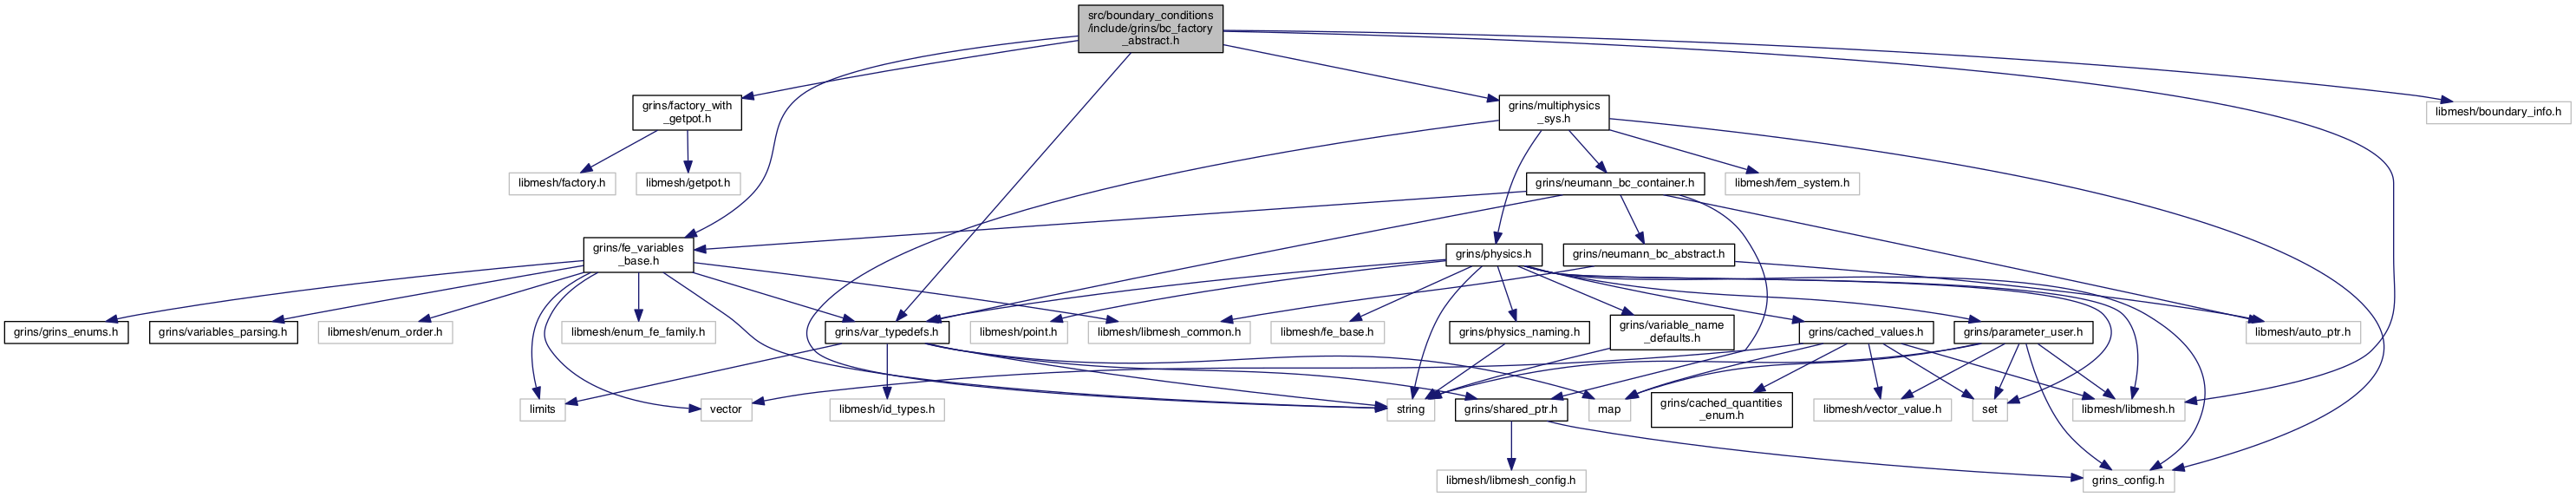 src/boundary_conditions
/include/grins/bc_factory
_abstract.h
grins/factory_with
_getpot.h
grins/multiphysics
_sys.h
libmesh/boundary_info.h
libmesh/factory.h
libmesh/getpot.h
grins/neumann_bc_container.h
libmesh/fem_system.h
grins/fe_variables
_base.h
grins/physics.h
grins/neumann_bc_abstract.h
grins/grins_enums.h
grins/variables_parsing.h
libmesh/enum_order.h
libmesh/enum_fe_family.h
grins/var_typedefs.h
libmesh/point.h
libmesh/libmesh_common.h
libmesh/fe_base.h
grins/physics_naming.h
grins/variable_name
_defaults.h
grins/cached_values.h
grins/parameter_user.h
libmesh/auto_ptr.h
limits
vector
libmesh/id_types.h
string
grins/shared_ptr.h
map
grins/cached_quantities
_enum.h
libmesh/vector_value.h
set
libmesh/libmesh.h
libmesh/libmesh_config.h
grins_config.h